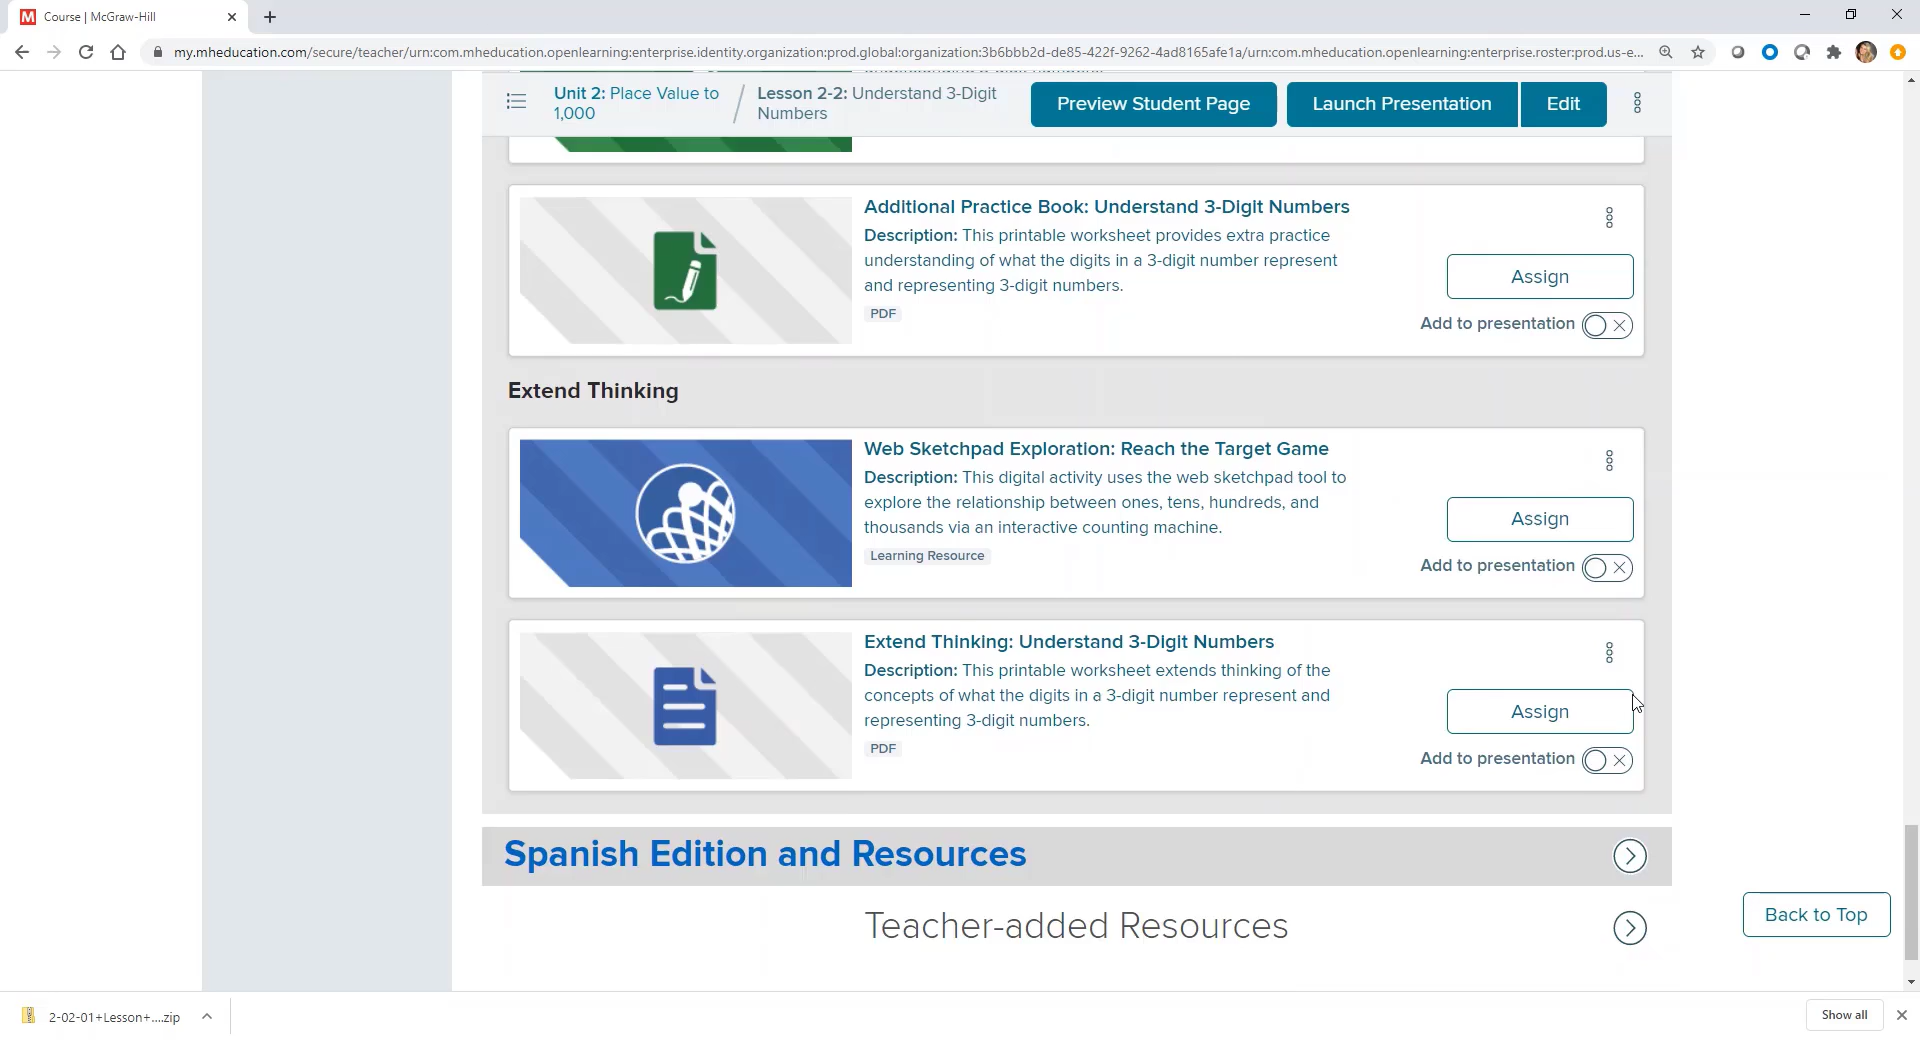 M Course | McGraw-Hill
my.mheducation.com/secure/teacher/urn:com.mheducation.openlearning:enterprise.identity.organization:prod.global:organization:3b6bbb2d-de85-422f-9262-4ad8165afe1a/urn:com.mheducation.openlearning:enterprise.roster:prod.us-e...
Unit 2: Place Value to
1,000
Lesson 2-2: Understand 3-Digit
Numbers
Preview Student Page
Launch Presentation
Edit
Additional Practice Book: Understand 3-Digit Numbers
Description: This printable worksheet provides extra practice
understanding of what the digits in a 3-digit number represent
and representing 3-digit numbers.
PDF
Assign
Add to presentation
Extend Thinking
Web Sketchpad Exploration: Reach the Target Game
Description: This digital activity uses the web sketchpad tool to
explore the relationship between ones, tens, hundreds, and
thousands via an interactive counting machine.
Learning Resource
Assign
Add to presentation
Extend Thinking: Understand 3-Digit Numbers
Description: This printable worksheet extends thinking of the
concepts of what the digits in a 3-digit number represent and
representing 3-digit numbers.
PDF
Assign
Add to presentation
Spanish Edition and Resources
Teacher-added Resources
Back to Top
2-02-01+Lesson+....zip
Show all